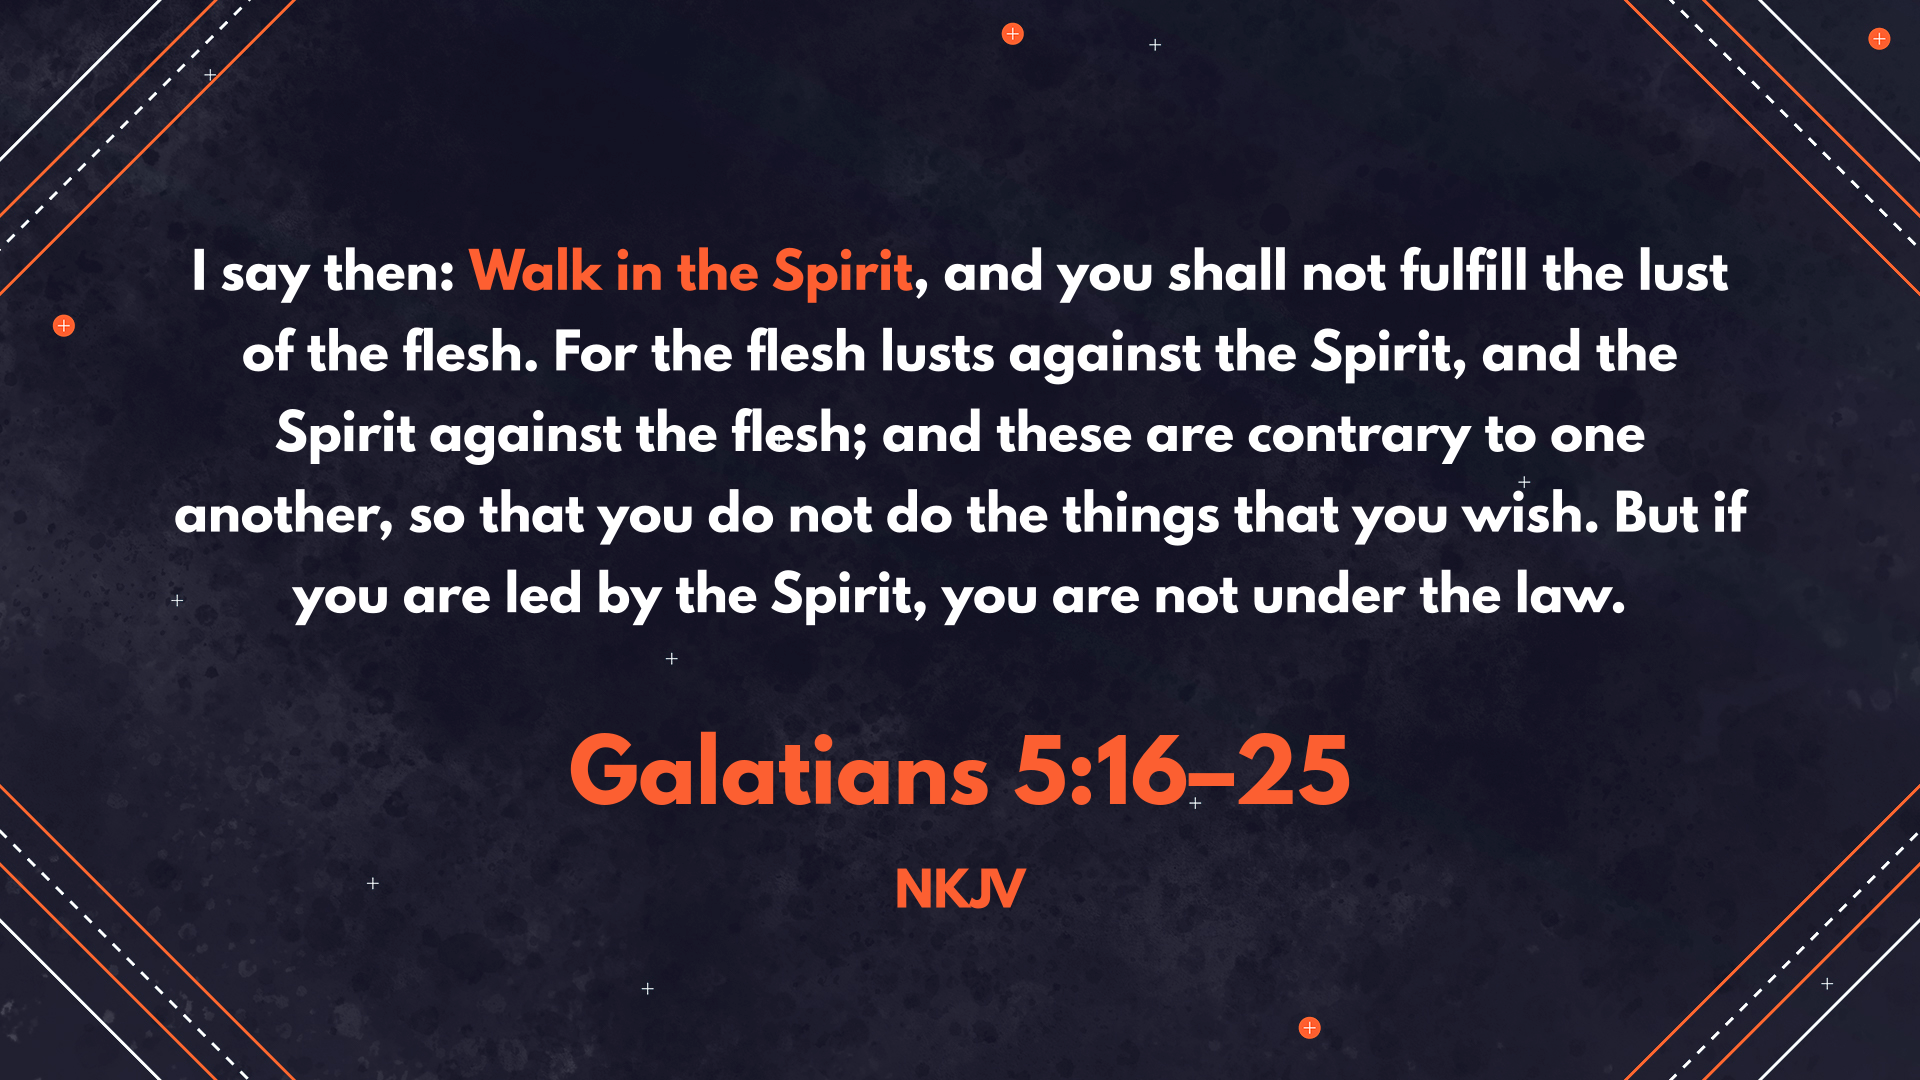 I say then: Walk in the Spirit, and you shall not fulfill the lust
of the flesh. For the flesh lusts against the Spirit, and the
Spirit against the flesh; and these are contrary to one
another, so that you do not do the things that you wish. But if
you are led by the Spirit, you are not under the law.
Galatians 5:16–25
NKJV